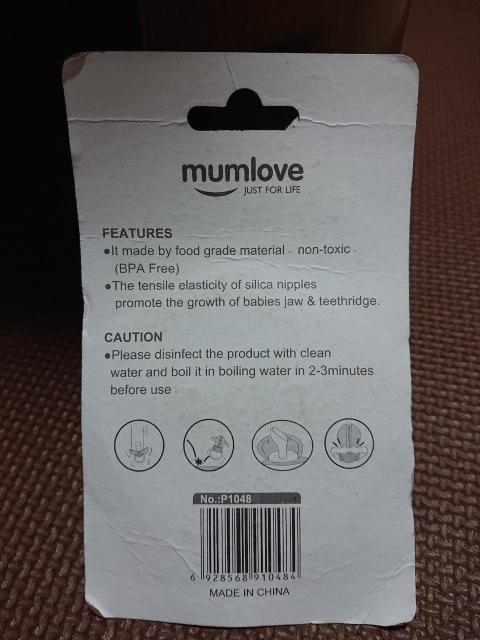 mumlove
JUST FOR LIFE
FEATURES
●It made by food grade material、non-toxic、
(BPA Free)
●The tensile elasticity of silica nipples
promote the growth of babies jaw & teethridge.
CAUTION
●Please disinfect the product with clean
water and boil it in boiling water in 2-3minutes
before use .
No.:P1048
6 928568 910484
MADE IN CHINA